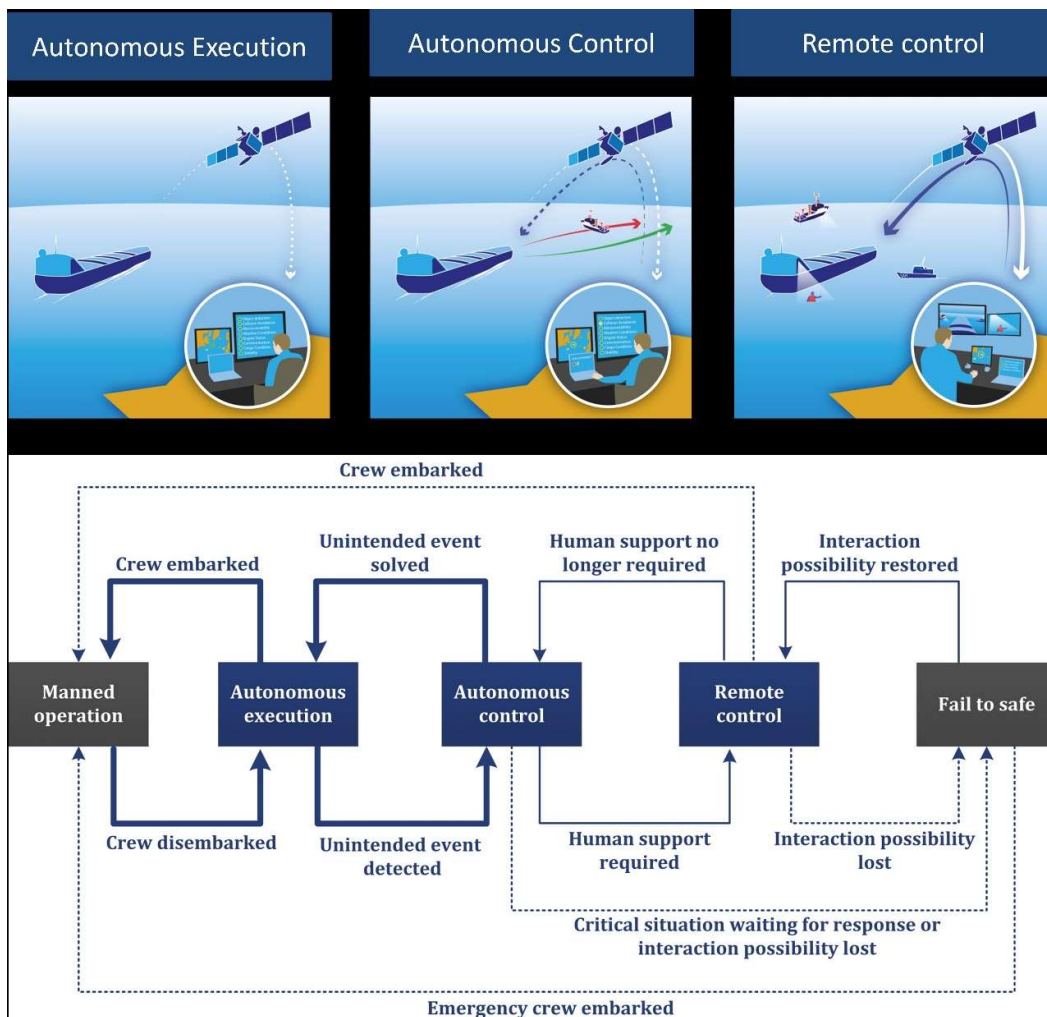 Autonomous Execution
Autonomous Control
Remote control
Crew embarked
Crew embarked
Unintended event
solved
Human support no
longer required
Interaction
possibility restored
Manned
operation
Autonomous
execution
Autonomous
control
Remote
control
Fail to safe
Crew disembarked
Unintended event
detected
Human support
required
Interaction possibility
lost
Critical situation waiting for response or
interaction possibility lost
Emergency crew embarked